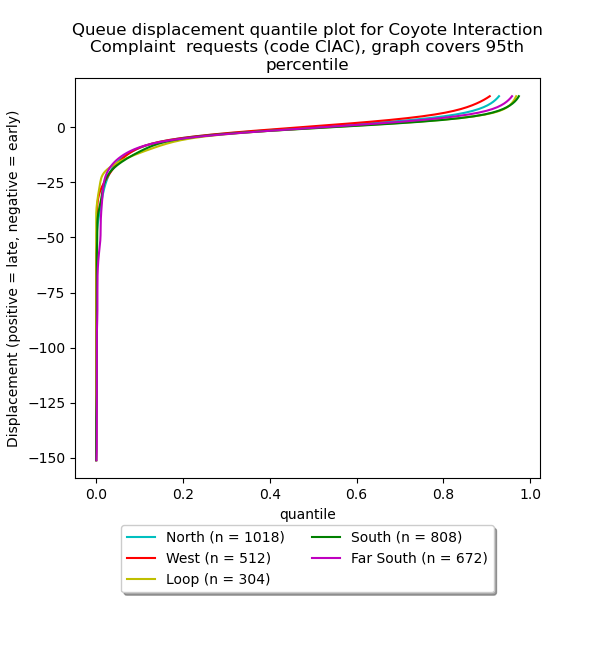 Queue displacement quantile plot for Coyote Interaction
Complaint  requests (code CIAC), graph covers 95th
percentile
Displacement (positive = late, negative = early)
0
−25
−50
−75
−100
−125
−150
0.0 0.2 0.4 0.6 0.8 1.0
quantile
North (n = 1018)
West (n = 512)
Loop (n = 304)
South (n = 808)
Far South (n = 672)